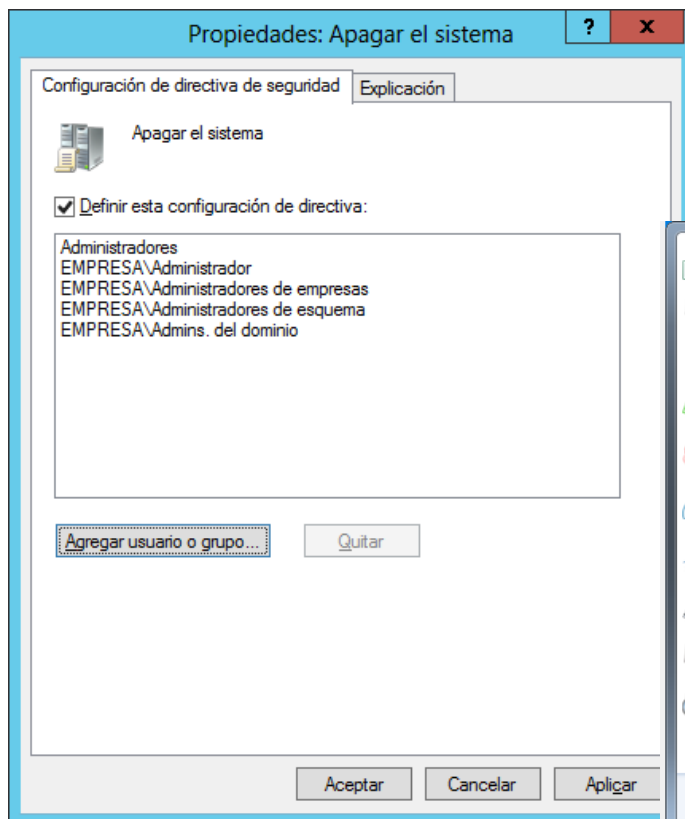 Propiedades: Apagar el sistema
? x
Configuración de directiva de seguridad
Explicación
Apagar el sistema
Definir esta configuración de directiva:
Administradores
EMPRESA\Administrador
EMPRESA\Administradores de empresas
EMPRESA\Administradores de esquema
EMPRESA\Admins. del dominio
Agregar usuario o grupo...
Quitar
Aceptar
Cancelar
Aplicar